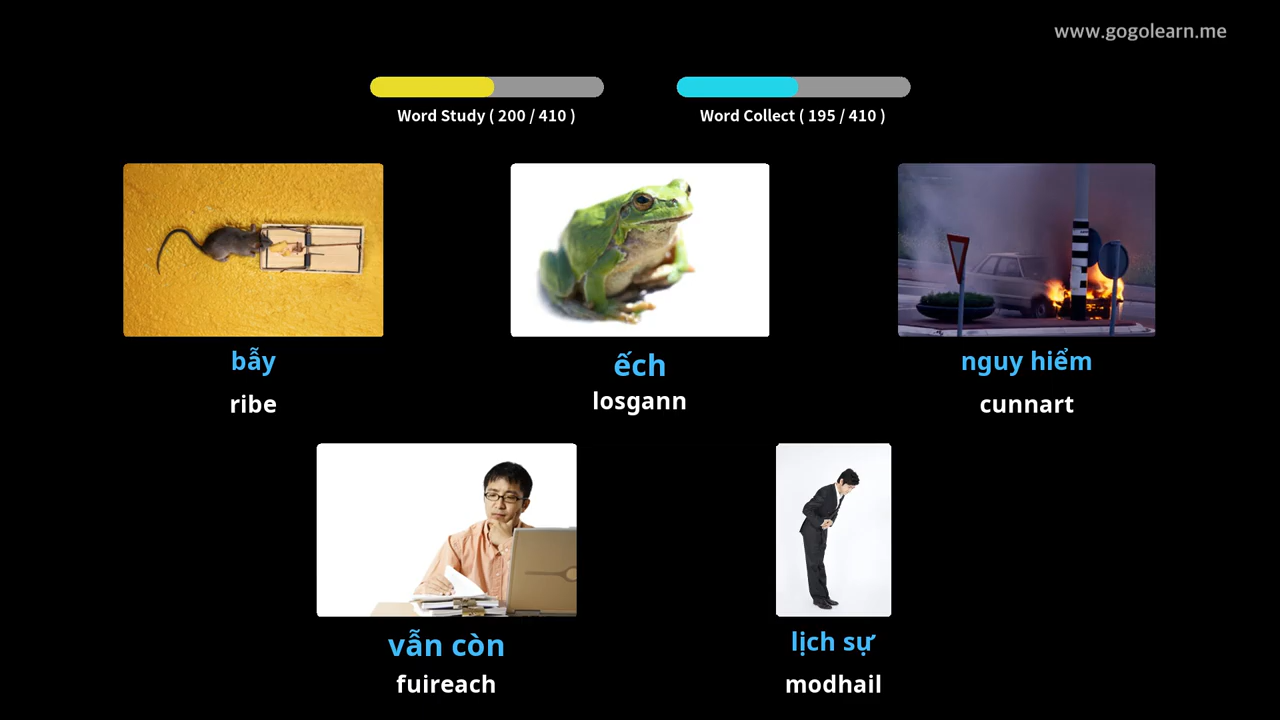 www.gogolearn.me
Word Study ( 200 / 410 )
Word Collect ( 195 / 410 )
bẫy
ribe
ếch
losgann
nguy hiểm
cunnart
vẫn còn
fuireach
lịch sự
modhail